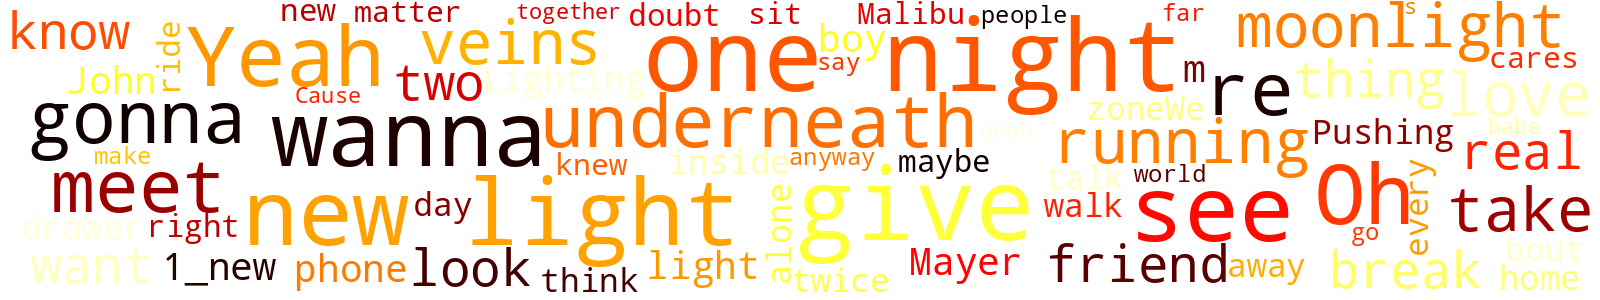 know
ride
Yeah
new matter
veins
together
doubt
sit
Malibu
people
far
moonlight
s
one night
boy
say
cares
John
Cause
two
Lighting
m
re
thing
love
gonna
wanna
underneath
oooh
zoneWe
running
Pushing
babe
real
make
knew
inside
anyway
maybe
talk
world
meet
new light
day
alone
give
walk
see
Oh
go
every
take
drawer
right
want
1_new
phone
look
think
light
twice
Mayer
friend
away
break
bout
home